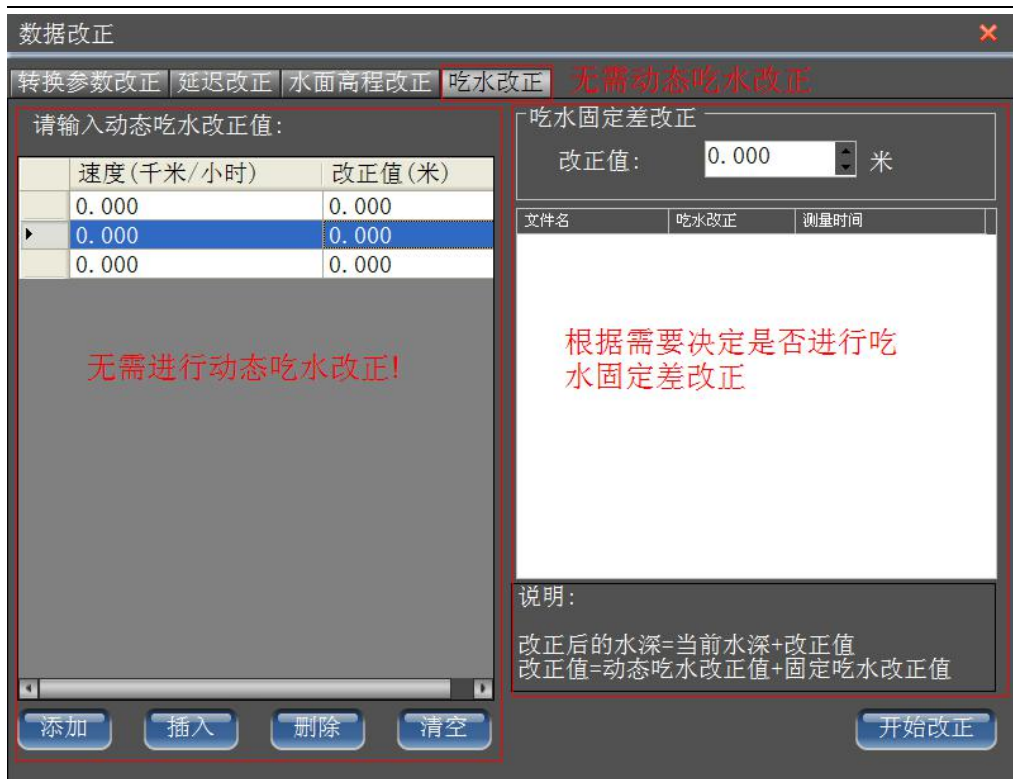 数据改正
转换参数改正 延迟改正 水面高程改正 吃水改正 无需动态吃水改正
请输入动态吃水改正值:
速度(千米/小时) 改正值(米)
0.000 0.000
0.000 0.000
0.000 0.000
无需进行动态吃水改正!
添加 插入 删除 清空
吃水固定差改正
改正值: 0.000 米
文件名 吃水改正 测量时间
根据需要决定是否进行吃
水固定差改正
说明:
改正后的水深=当前水深+改正值
改正值=动态吃水改正值+固定吃水改正值
开始改正